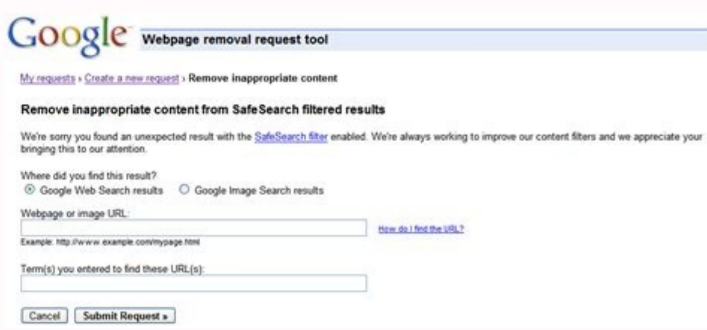 Google Webpage removal request tool
My requests › Create a new request › Remove inappropriate content
Remove inappropriate content from SafeSearch filtered results
We're sorry you found an unexpected result with the SafeSearch filter enabled. We're always working to improve our content filters and we appreciate your
bringing this to our attention.
Where did you find this result?
Google Web Search results Google Image Search results
Webpage or image URL:
How do I find the URL?
Example: http://www.example.com/mypage.html
Term(s) you entered to find these URL(s):
Cancel Submit Request »